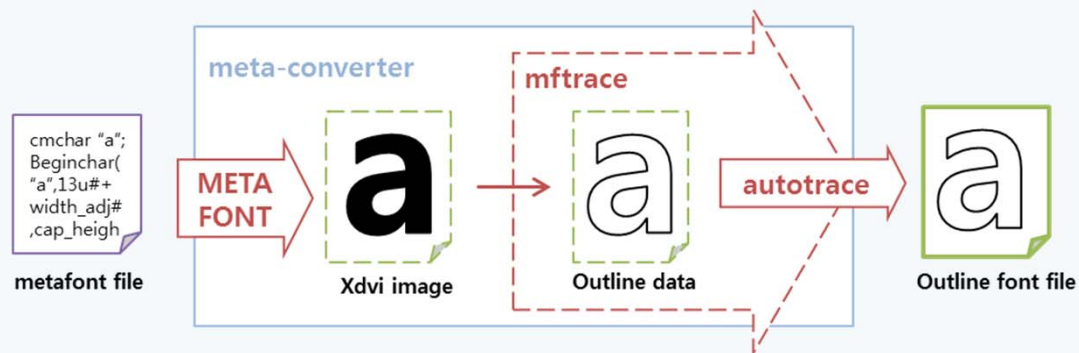 meta-converter
mftrace
cmchar "a";
Beginchar(
"a",13u#+
width_adj#
,cap_heigh
META
FONT
a
a
autotrace
a
metafont file
Xdvi image
Outline data
Outline font file